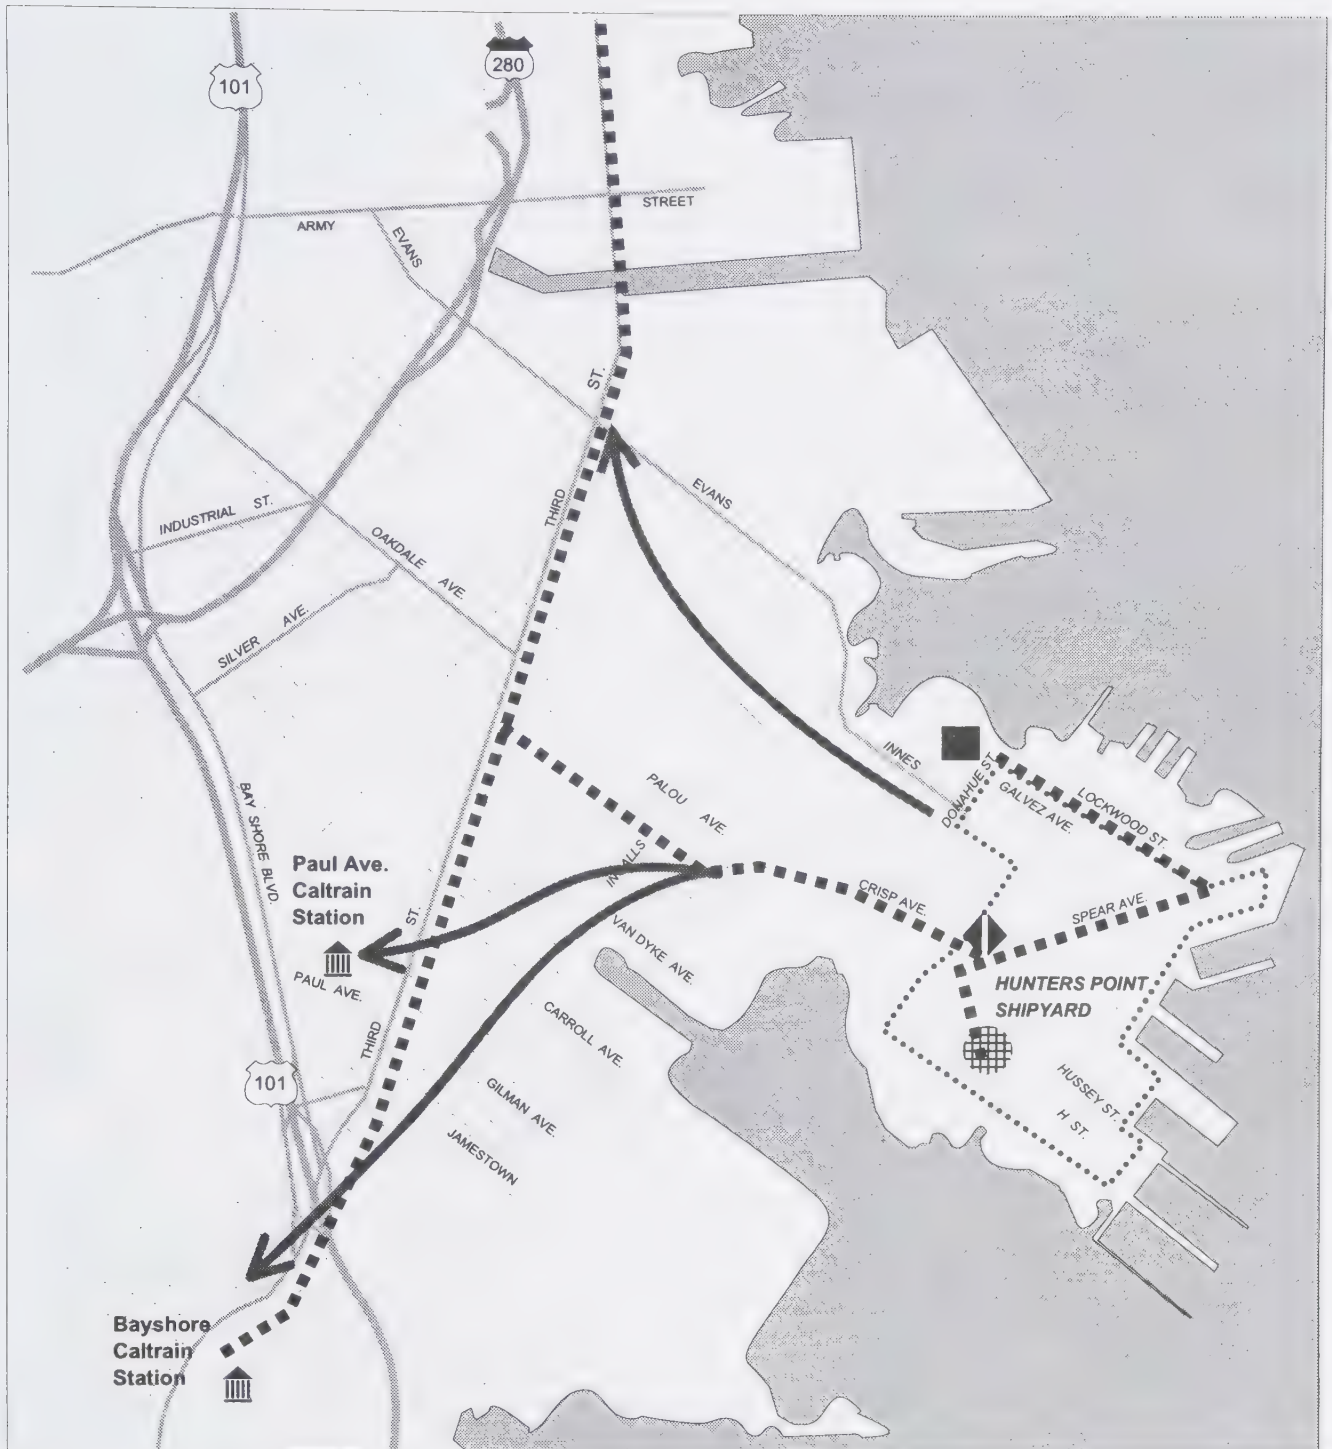 101
280
ARMY
STREET
EVANS
ST.
THIRD
EVANS
INDUSTRIAL ST.
OAKDALE AVE.
SILVER AVE.
INNES
DONAHUE ST.
GALVEZ AVE.
LOCKWOOD ST.
PALOU AVE.
BAY SHORE BLVD.
Paul Ave.
Caltrain
Station
CRISP AVE.
SPEAR AVE.
ST.
VAN DYKE AVE.
PAUL AVE.
HUNTERS POINT
SHIPYARD
CARROLL AVE.
THIRD
101
GILMAN AVE.
HUSSEY ST.
H ST.
JAMESTOWN
Bayshore
Caltrain
Station